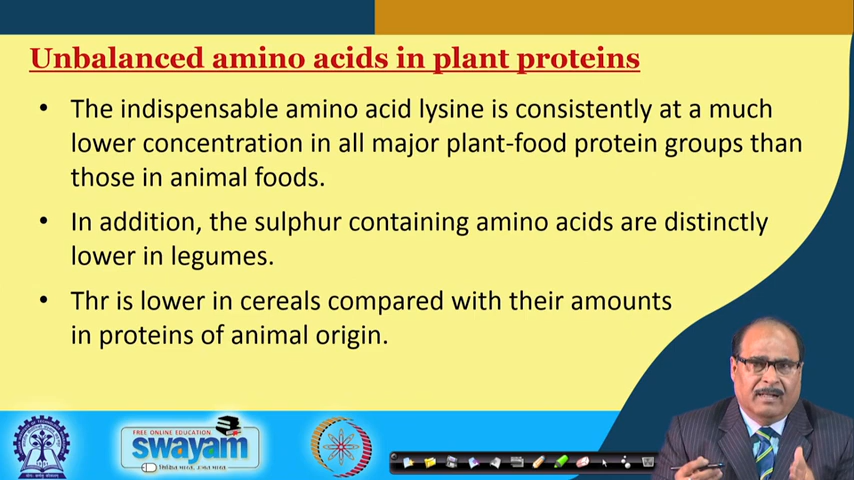 Unbalanced amino acids in plant proteins
• The indispensable amino acid lysine is consistently at a much
lower concentration in all major plant-food protein groups than
those in animal foods.
• In addition, the sulphur containing amino acids are distinctly
lower in legumes.
• Thr is lower in cereals compared with their amounts
in proteins of animal origin.
FREE ONLINE EDUCATION
swayam